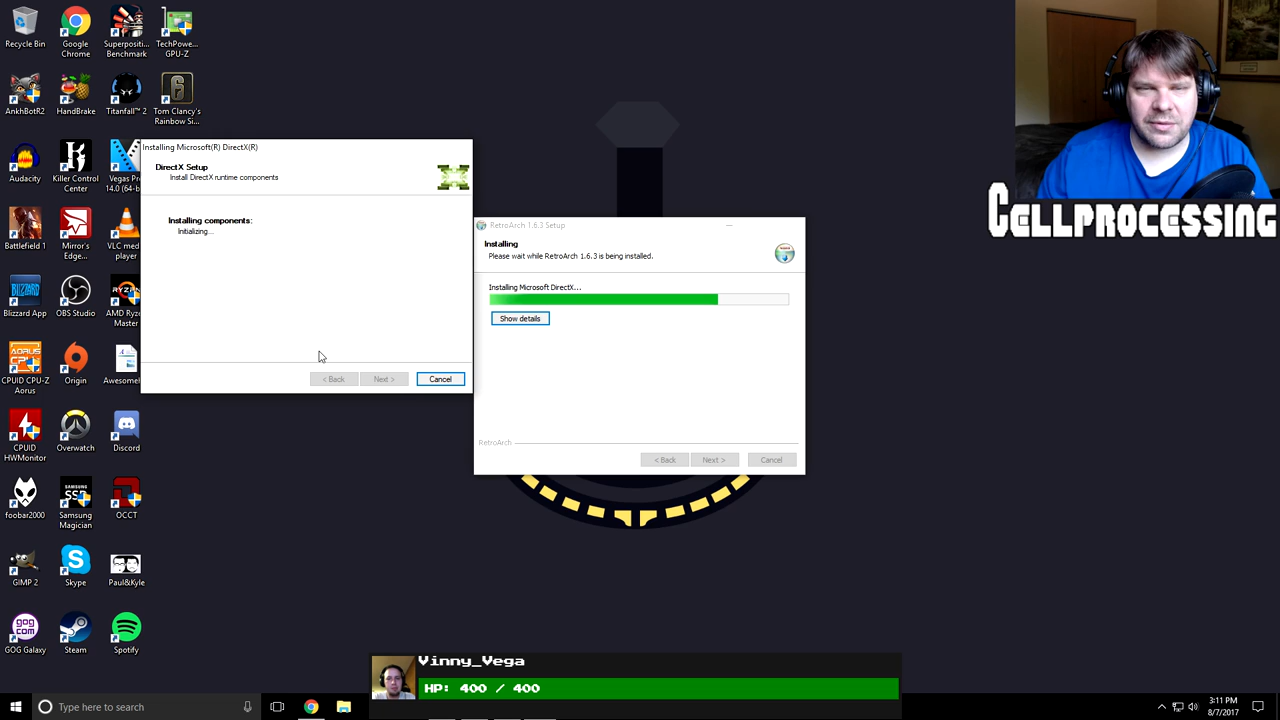 Recycle Bin
Google Chrome
Superpositi... Benchmark
TechPowe... GPU-Z
AnkhBotR2
HandBrake
Titanfall™ 2
Tom Clancy's Rainbow Si...
Audacity
Killer Control Center
Vegas Pro 14.0 (64-b
Battlefield 1
Mirror's Edge
VLC media player
Blizzard App
OBS Studio
AMD Ryze Master
CPUID CPU-Z Aorus
Origin
Awesomel
CPUID HWMonitor
Overwatch
Discord
foobar2000
Samsung Magician
OCCT
GIMP 2
Skype
Paul&Kyle
GOG Galaxy
Steam
Spotify
Installing Microsoft(R) DirectX(R)
DirectX Setup
Install DirectX runtime components
Installing components:
Initializing...
< Back
Next >
Cancel
RetroArch 1.6.3 Setup
Installing
Please wait while RetroArch 1.6.3 is being installed.
Installing Microsoft DirectX...
Show details
RetroArch
< Back
Next >
Cancel
CELLPROCESSING
Vinny_Vega
HP: 400 / 400
Type here to search
3:11 PM
8/7/2017